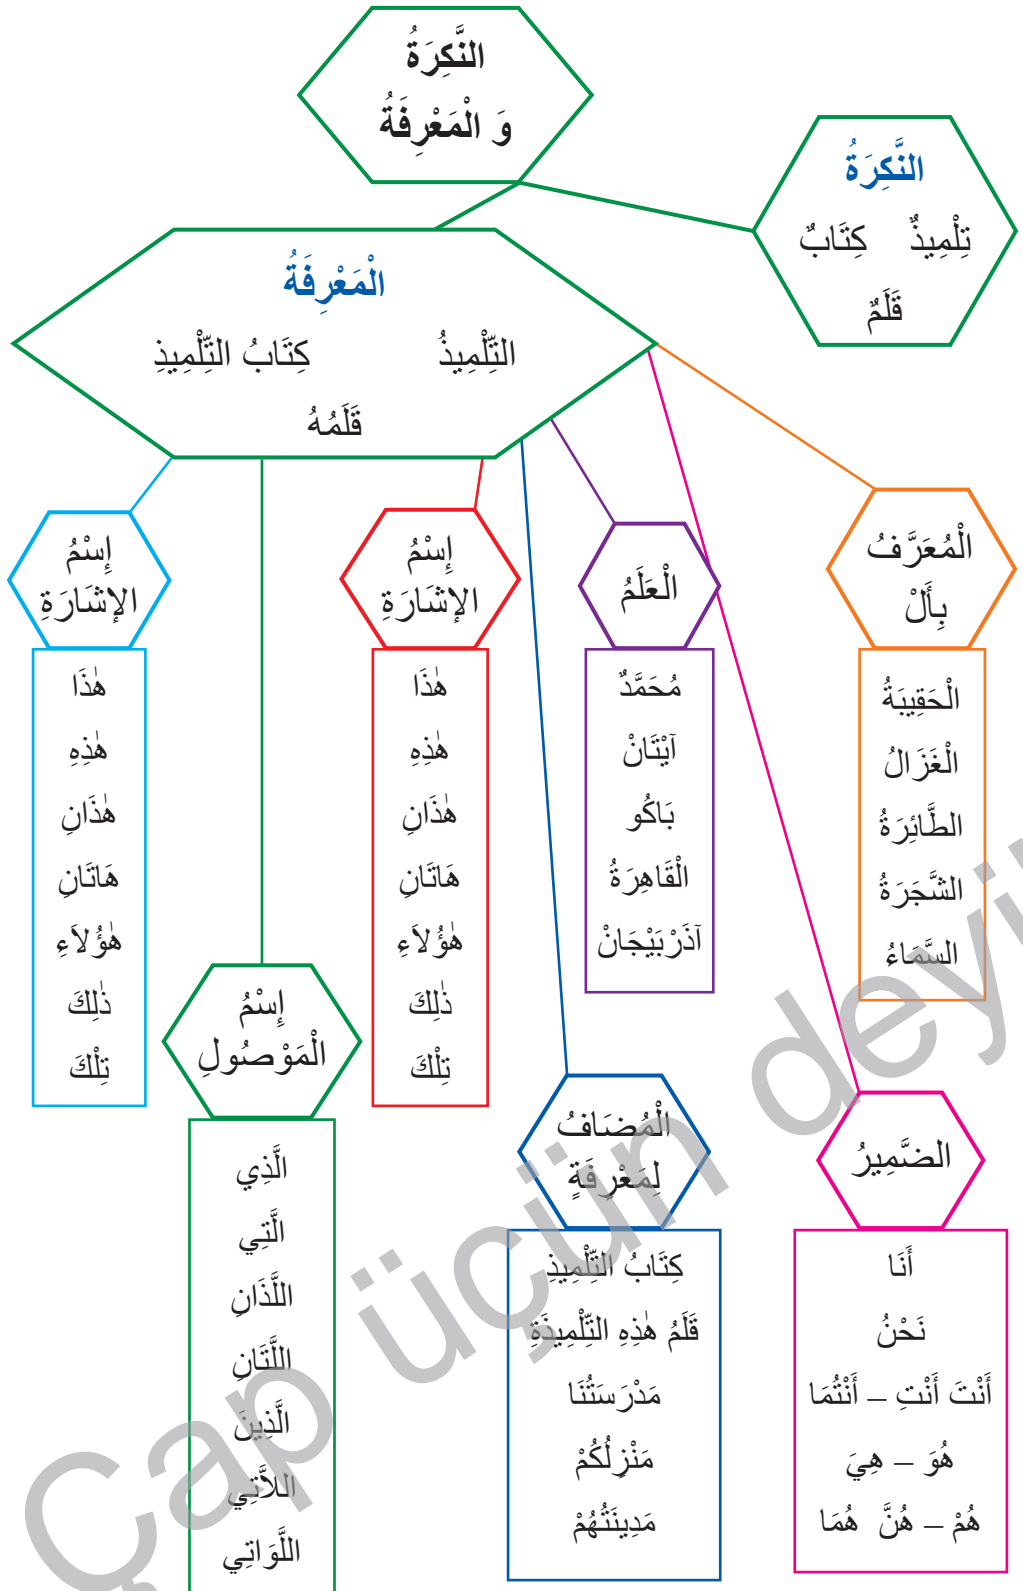 النَّكِرَةُ
وَ الْمَعْرِفَةُ
النَّكِرَةُ
تِلْمِيذٌ كِتَابٌ
قَلَمٌ
الْمَعْرِفَةُ
التِّلْمِيذُ كِتَابُ التِّلْمِيذِ
قَلَمُهُ
الْمُعَرَّفُ
بِأَلْ
الْحَقِيبَةُ
الْغَزَالُ
الطَّائِرَةُ
الشَّجَرَةُ
السَّمَاءُ
الْعَلَمُ
مُحَمَّدٌ
آيْتَانْ
بَاكُو
الْقَاهِرَةُ
آذَرْبَيْجَانْ
إِسْمُ
الإشَارَةِ
هٰذَا
هٰذِهِ
هٰذَانِ
هَاتَانِ
هٰؤُلاَءِ
ذٰلِكَ
تِلْكَ
إِسْمُ
الإشَارَةِ
هٰذَا
هٰذِهِ
هٰذَانِ
هَاتَانِ
هٰؤُلاَءِ
ذٰلِكَ
تِلْكَ
الضَّمِيرُ
أَنَا
نَحْنُ
أَنْتَ أَنْتِ – أَنْتُمَا
هُوَ – هِيَ
هُمْ – هُنَّ هُمَا
الْمُضَافُ
لِمَعْرِفَةٍ
كِتَابُ التِّلْمِيذِ
قَلَمُ هٰذِهِ التِّلْمِيذَةِ
مَدْرَسَتُنَا
مَنْزِلُكُمْ
مَدِينَتُهُمْ
إِسْمُ
الْمَوْصُولِ
الَّذِي
الَّتِي
اللَّذَانِ
اللَّتَانِ
الَّذِينَ
اللاَّتِي
اللَّوَاتِي
Çap üçün deyil